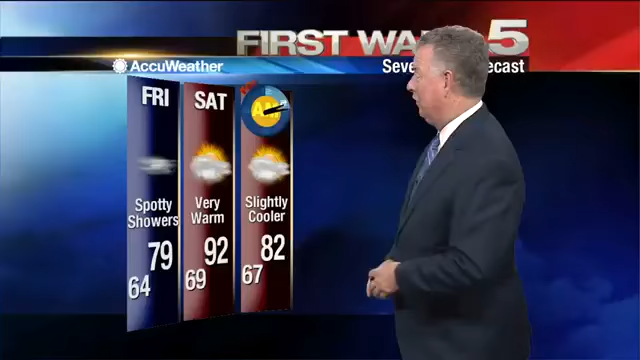 FIRST WA 5
AccuWeather
Seve ecast
FRI
Spotty
Showers
79
64
SAT
Very
Warm
92
69
AM
Slightly
Cooler
82
67